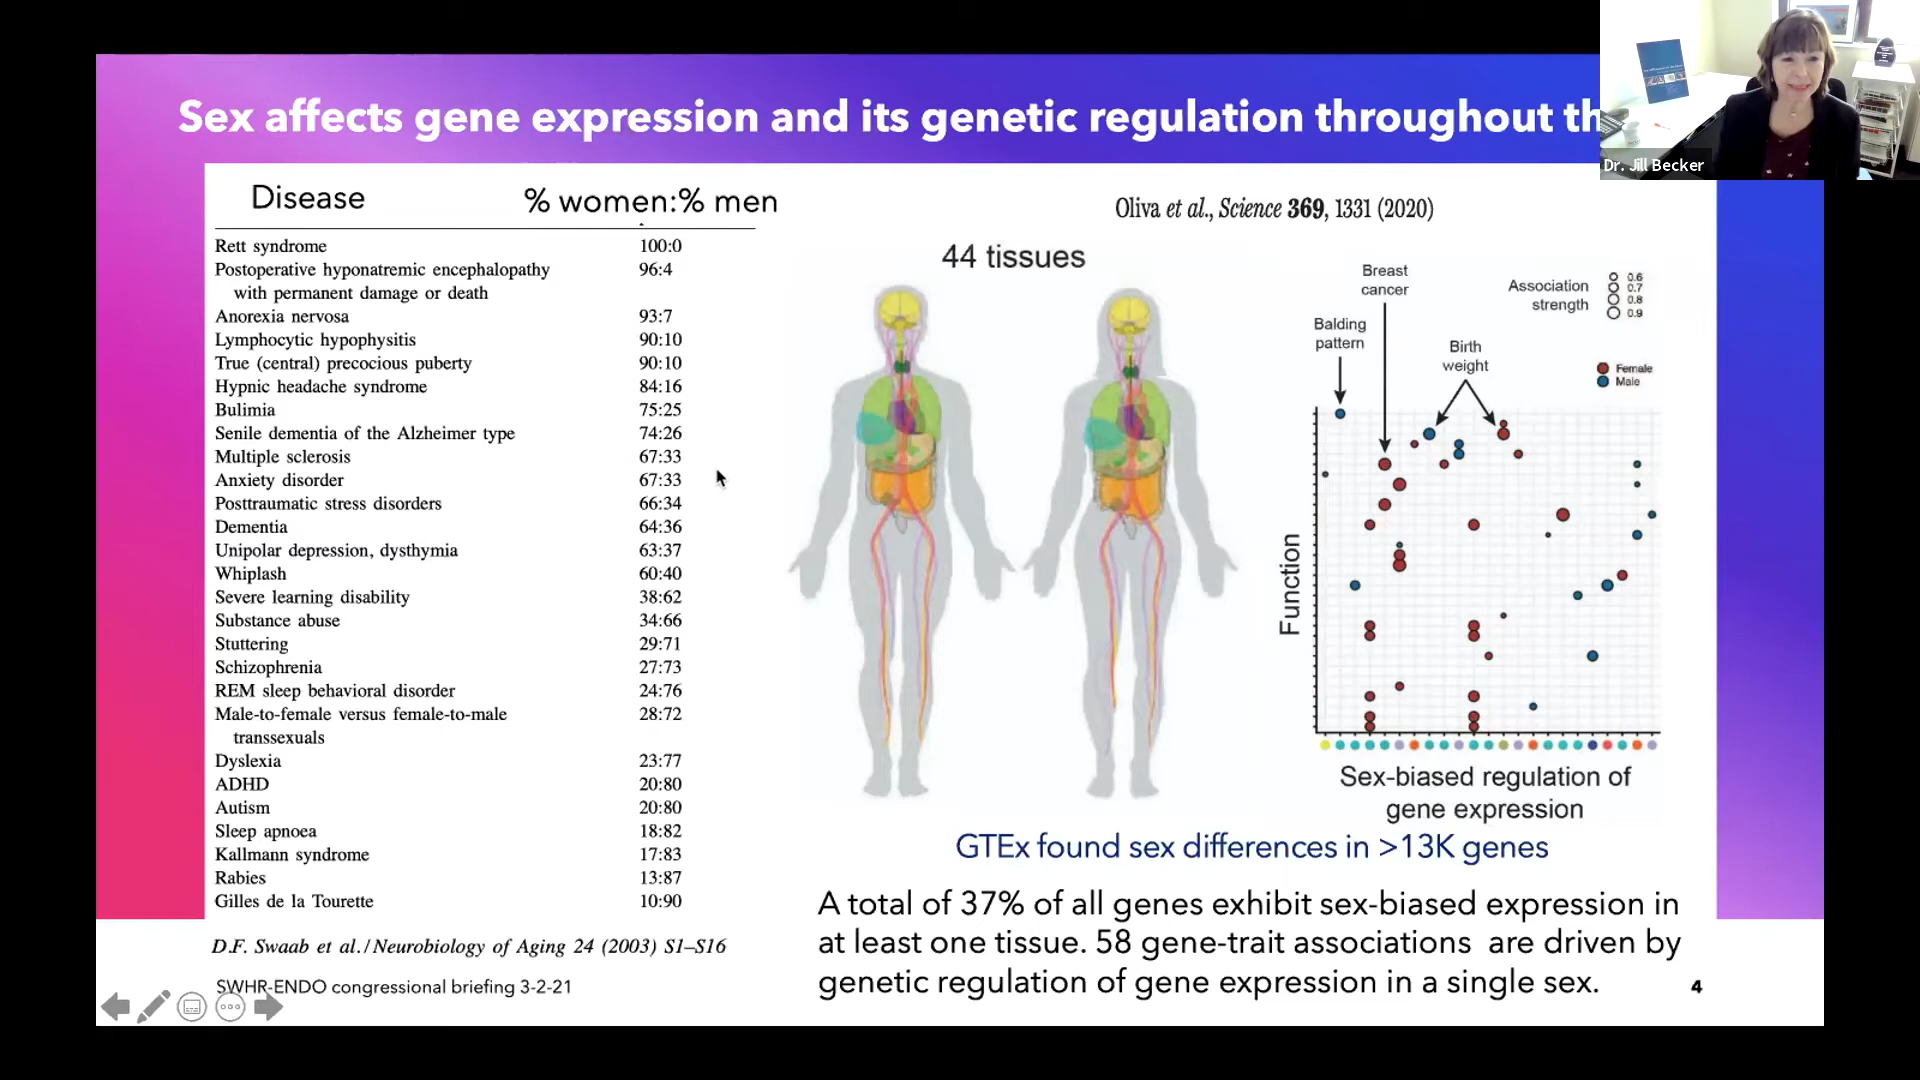 Sex affects gene expression and its genetic regulation throughout th
Dr. Jill Becker
Disease % women:% men
Rett syndrome 100:0
Postoperative hyponatremic encephalopathy 96:4
with permanent damage or death
Anorexia nervosa 93:7
Lymphocytic hypophysitis 90:10
True (central) precocious puberty 90:10
Hypnic headache syndrome 84:16
Bulimia 75:25
Senile dementia of the Alzheimer type 74:26
Multiple sclerosis 67:33
Anxiety disorder 67:33
Posttraumatic stress disorders 66:34
Dementia 64:36
Unipolar depression, dysthymia 63:37
Whiplash 60:40
Severe learning disability 38:62
Substance abuse 34:66
Stuttering 29:71
Schizophrenia 27:73
REM sleep behavioral disorder 24:76
Male-to-female versus female-to-male 28:72
transsexuals
Dyslexia 23:77
ADHD 20:80
Autism 20:80
Sleep apnoea 18:82
Kallmann syndrome 17:83
Rabies 13:87
Gilles de la Tourette 10:90
D.F. Swaab et al./Neurobiology of Aging 24 (2003) S1–S16
SWHR-ENDO congressional briefing 3-2-21
Oliva et al., Science 369, 1331 (2020)
44 tissues
Breast
cancer
Association
strength
0.6
0.7
0.8
0.9
Balding
pattern
Birth
weight
Female
Male
Function
Sex-biased regulation of
gene expression
GTEx found sex differences in >13K genes
A total of 37% of all genes exhibit sex-biased expression in
at least one tissue. 58 gene-trait associations are driven by
genetic regulation of gene expression in a single sex.
4